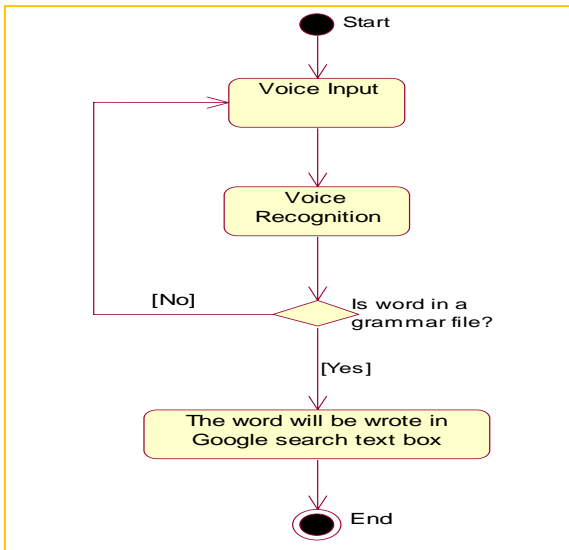 Start
Voice Input
Voice
Recognition
Is word in a
grammar file?
[No]
[Yes]
The word will be wrote in
Google search text box
End